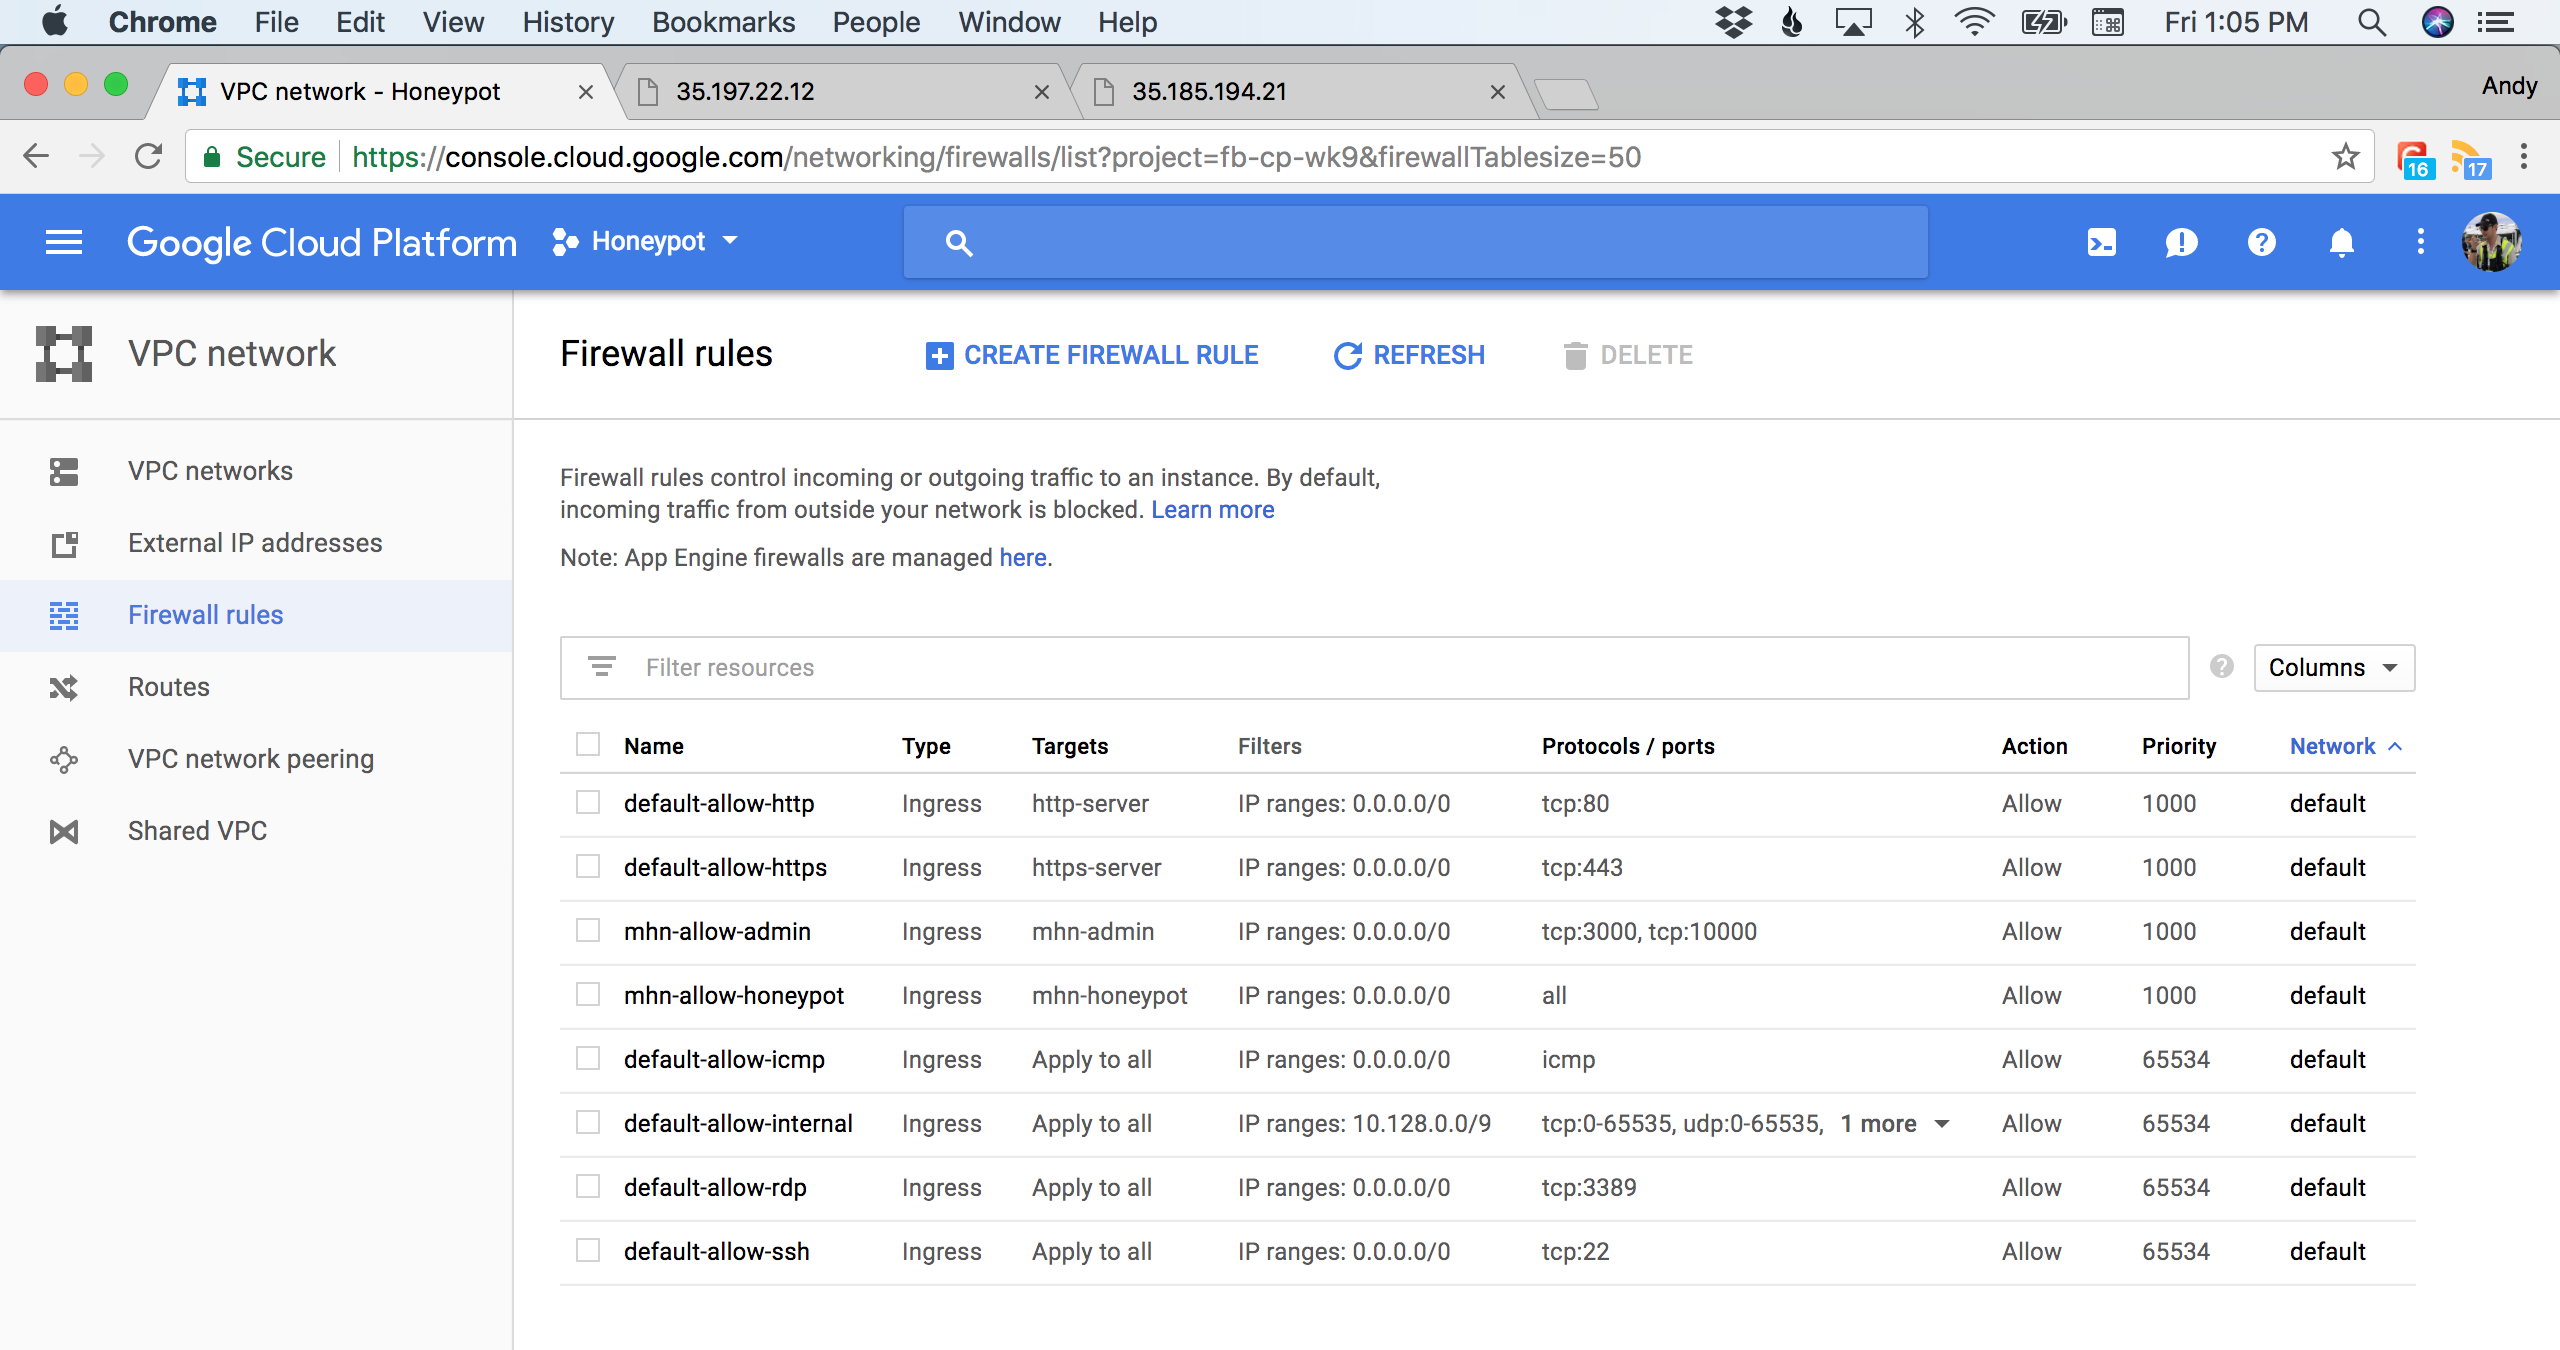 Chrome File Edit View History Bookmarks People Window Help Fri 1:05 PM
VPC network - Honeypot 35.197.22.12 35.185.194.21 Andy
Secure https://console.cloud.google.com/networking/firewalls/list?project=fb-cp-wk9&firewallTablesize=50 16 17
Google Cloud Platform Honeypot
VPC network
VPC networks
External IP addresses
Firewall rules
Routes
VPC network peering
Shared VPC
Firewall rules CREATE FIREWALL RULE REFRESH DELETE
Firewall rules control incoming or outgoing traffic to an instance. By default,
incoming traffic from outside your network is blocked. Learn more
Note: App Engine firewalls are managed here.
Filter resources Columns
Name Type Targets Filters Protocols / ports Action Priority Network
default-allow-http Ingress http-server IP ranges: 0.0.0.0/0 tcp:80 Allow 1000 default
default-allow-https Ingress https-server IP ranges: 0.0.0.0/0 tcp:443 Allow 1000 default
mhn-allow-admin Ingress mhn-admin IP ranges: 0.0.0.0/0 tcp:3000, tcp:10000 Allow 1000 default
mhn-allow-honeypot Ingress mhn-honeypot IP ranges: 0.0.0.0/0 all Allow 1000 default
default-allow-icmp Ingress Apply to all IP ranges: 0.0.0.0/0 icmp Allow 65534 default
default-allow-internal Ingress Apply to all IP ranges: 10.128.0.0/9 tcp:0-65535, udp:0-65535, 1 more Allow 65534 default
default-allow-rdp Ingress Apply to all IP ranges: 0.0.0.0/0 tcp:3389 Allow 65534 default
default-allow-ssh Ingress Apply to all IP ranges: 0.0.0.0/0 tcp:22 Allow 65534 default